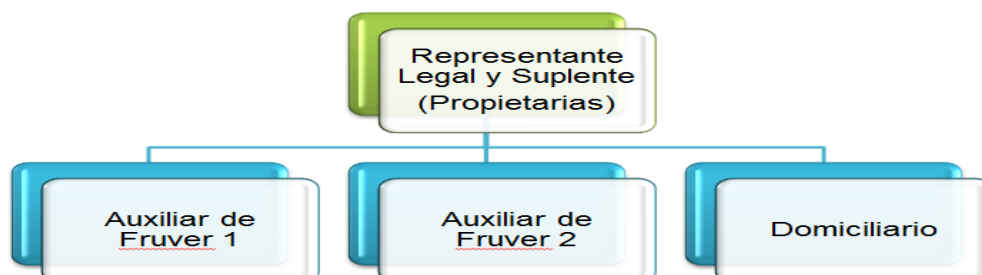 Representante
Legal y Suplente
(Propietarias)
Auxiliar de
Fruver 1
Auxiliar de
Fruver 2
Domiciliario